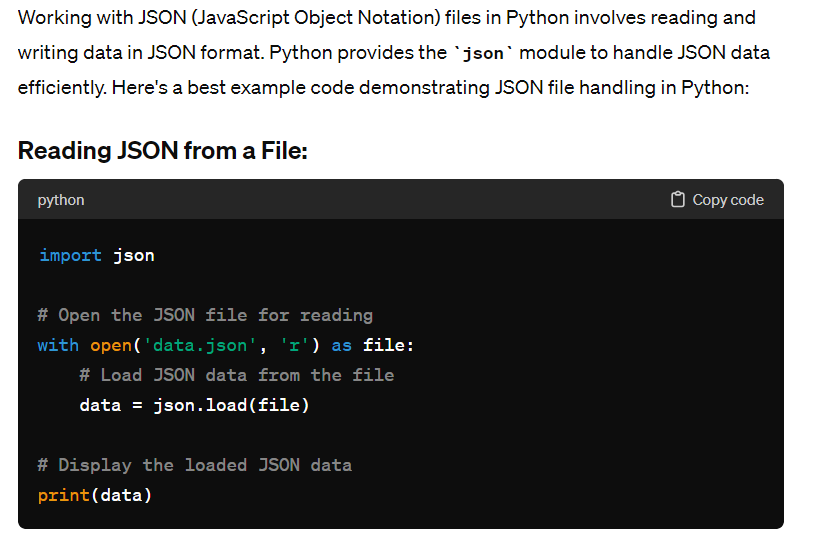 Working with JSON (JavaScript Object Notation) files in Python involves reading and
writing data in JSON format. Python provides the `json` module to handle JSON data
efficiently. Here's a best example code demonstrating JSON file handling in Python:
Reading JSON from a File:
python Copy code
import json
# Open the JSON file for reading
with open('data.json', 'r') as file:
    # Load JSON data from the file
    data = json.load(file)
# Display the loaded JSON data
print(data)